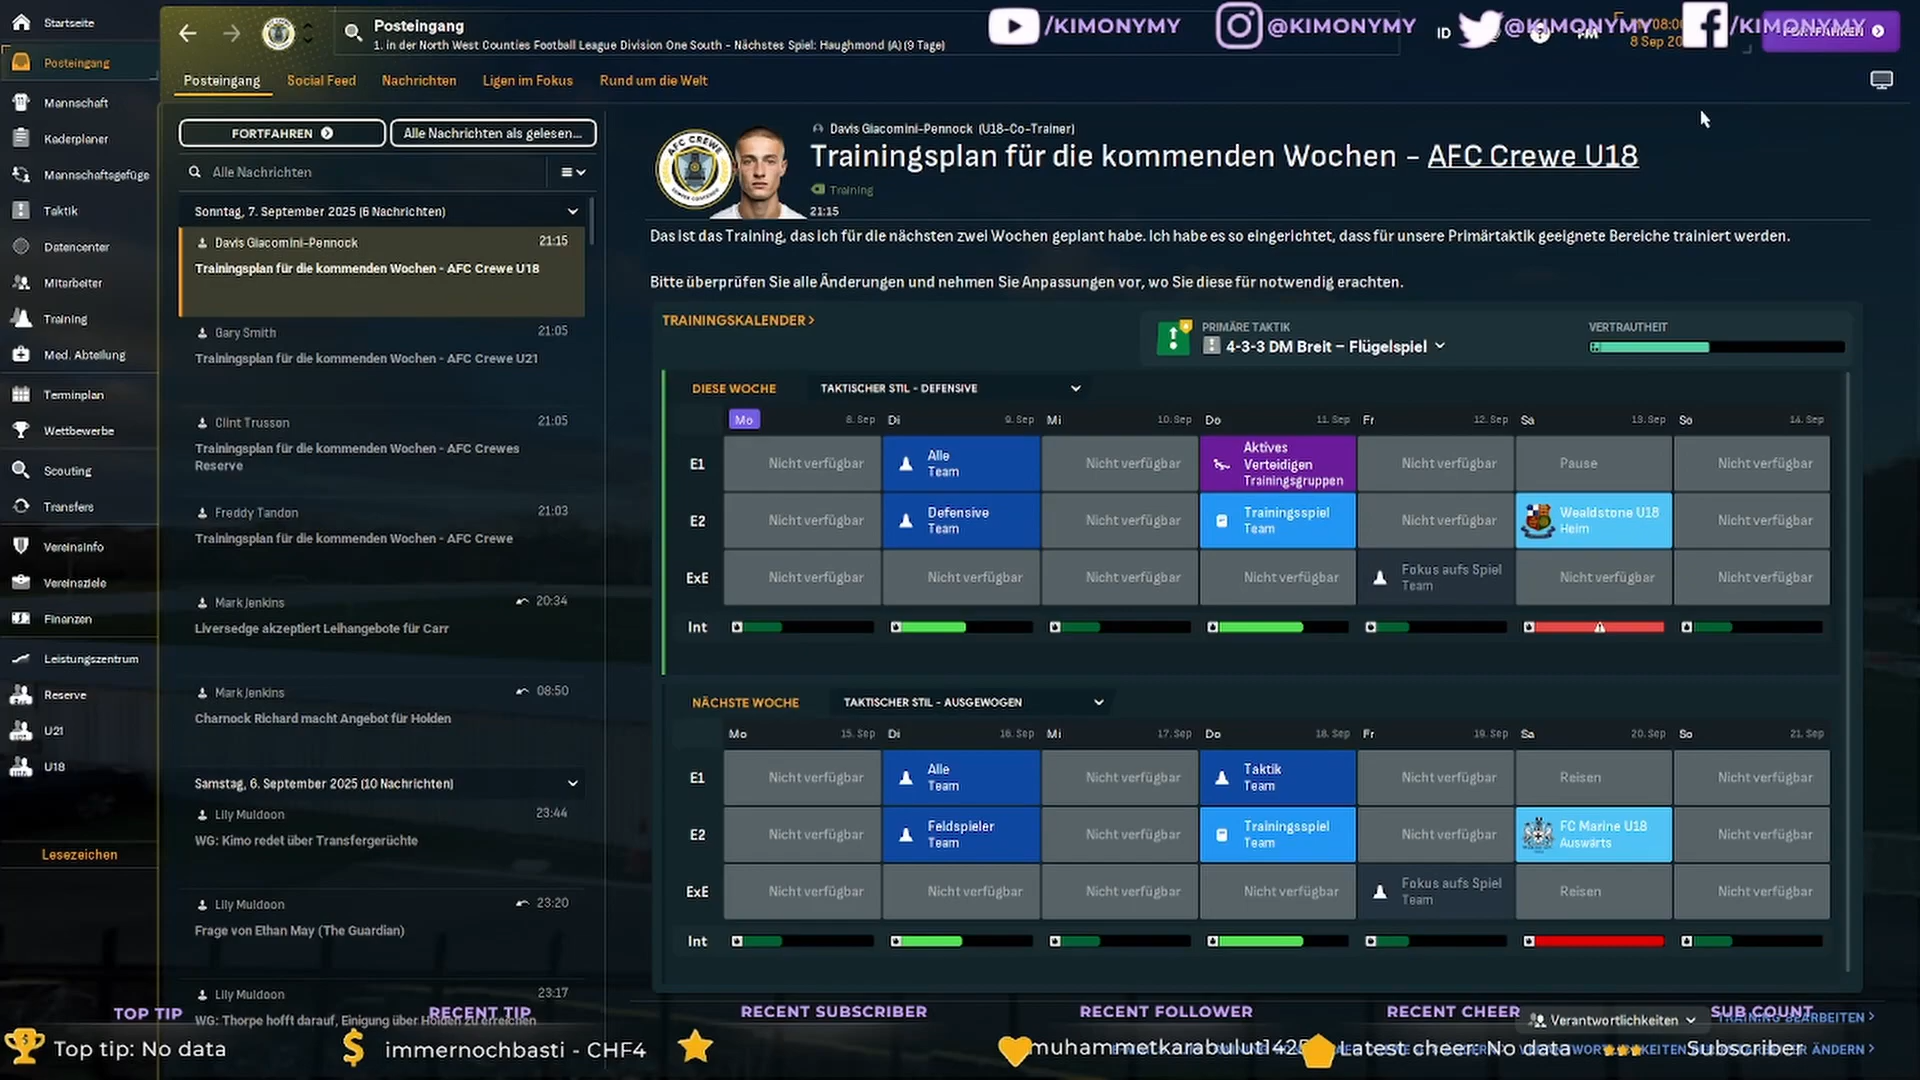 Startseite
Posteingang
Mannschaft
Kaderplaner
Mannschaftsgefüge
Taktik
Datencenter
Mitarbeiter
Training
Med. Abteilung
Terminplan
Wettbewerbe
Scouting
Transfers
Vereinsinfo
Vereinsziele
Finanzen
Leistungszentrum
Reserve
U21
U18
Lesezeichen
Posteingang
1. in der North West Counties Football League Division One South - Nächstes Spiel: Haughmond (A) (9 Tage)
/KIMONYMY
@KIMONYMY
ID
@KIMONYMY
/KIMONYMY
8 Sep
Posteingang
Social Feed
Nachrichten
Ligen im Fokus
Rund um die Welt
FORTFAHREN
Alle Nachrichten als gelesen...
Alle Nachrichten
Sonntag, 7. September 2025 (6 Nachrichten)
Davis Giacomini-Pennock 21:15
Trainingsplan für die kommenden Wochen - AFC Crewe U18
Gary Smith 21:05
Trainingsplan für die kommenden Wochen - AFC Crewe U21
Clint Trusson 21:05
Trainingsplan für die kommenden Wochen - AFC Crewes
Reserve
Freddy Tandon 21:03
Trainingsplan für die kommenden Wochen - AFC Crewe
Mark Jenkins 20:34
Liversedge akzeptiert Leihangebote für Carr
Mark Jenkins 08:50
Charnock Richard macht Angebot für Holden
Samstag, 6. September 2025 (10 Nachrichten)
Lily Muldoon 23:44
WG: Kimo redet über Transfergerüchte
Lily Muldoon 23:20
Frage von Ethan May (The Guardian)
Lily Muldoon 23:17
WG: Thorpe hofft darauf, Einigung über Holden zu erreichen
Davis Giacomini-Pennock (U18-Co-Trainer)
Trainingsplan für die kommenden Wochen - AFC Crewe U18
Training
21:15
Das ist das Training, das ich für die nächsten zwei Wochen geplant habe. Ich habe es so eingerichtet, dass für unsere Primärtaktik geeignete Bereiche trainiert werden.
Bitte überprüfen Sie alle Änderungen und nehmen Sie Anpassungen vor, wo Sie diese für notwendig erachten.
TRAININGSKALENDER >
PRIMÄRE TAKTIK
4-3-3 DM Breit – Flügelspiel
VERTRAUTHEIT
DIESE WOCHE
TAKTISCHER STIL - DEFENSIVE
Mo 8. Sep Di 9. Sep Mi 10. Sep Do 11. Sep Fr 12. Sep Sa 13. Sep So 14. Sep
E1 Nicht verfügbar Alle Team Nicht verfügbar Aktives Verteidigen Trainingsgruppen Nicht verfügbar Pause Nicht verfügbar
E2 Nicht verfügbar Defensive Team Nicht verfügbar Trainingsspiel Team Nicht verfügbar Wealdstone U18 Heim Nicht verfügbar
ExE Nicht verfügbar Nicht verfügbar Nicht verfügbar Nicht verfügbar Fokus aufs Spiel Team Nicht verfügbar Nicht verfügbar
Int
NÄCHSTE WOCHE
TAKTISCHER STIL - AUSGEWOGEN
Mo 15. Sep Di 16. Sep Mi 17. Sep Do 18. Sep Fr 19. Sep Sa 20. Sep So 21. Sep
E1 Nicht verfügbar Alle Team Nicht verfügbar Taktik Team Nicht verfügbar Reisen Nicht verfügbar
E2 Nicht verfügbar Feldspieler Team Nicht verfügbar Trainingsspiel Team Nicht verfügbar FC Marine U18 Auswärts Nicht verfügbar
ExE Nicht verfügbar Nicht verfügbar Nicht verfügbar Nicht verfügbar Fokus aufs Spiel Team Reisen Nicht verfügbar
Int
Verantwortlichkeiten
TRAINING BEARBEITEN >
ÄNDERN >
TOP TIP
Top tip: No data
RECENT TIP
immernochbasti - CHF4
RECENT SUBSCRIBER
RECENT FOLLOWER
RECENT CHEER
Latest cheer: No data
SUB COUNT
Subscriber